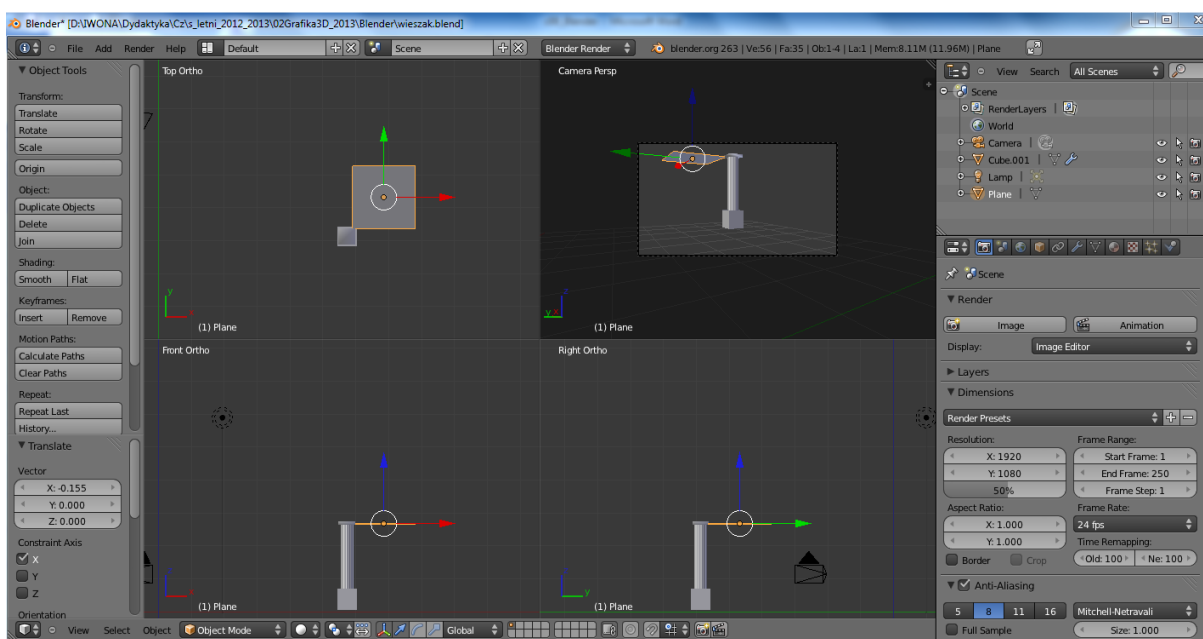 Blender* [D:\IWONA\Dydaktyka\Cz\s_letni_2012_2013\02Grafika3D_2013\Blender\wieszak.blend]
File Add Render Help Default Scene Blender Render blender.org 263 | Ve:56 | Fa:35 | Ob:1-4 | La:1 | Mem:8.11M (11.96M) | Plane
Object Tools
Transform:
Translate
Rotate
Scale
Origin
Object:
Duplicate Objects
Delete
Join
Shading:
Smooth Flat
Keyframes:
Insert Remove
Motion Paths:
Calculate Paths
Clear Paths
Repeat:
Repeat Last
History...
Translate
Vector
X: -0.155
Y: 0.000
Z: 0.000
Constraint Axis
X
Y
Z
Orientation
Top Ortho
y
x
(1) Plane
Camera Persp
(1) Plane
Front Ortho
(1) Plane
Right Ortho
(1) Plane
View Select Object Object Mode Global
View Search All Scenes
Scene
RenderLayers |
World
Camera |
Cube.001 |
Lamp |
Plane |
Scene
Render
Image Animation
Display: Image Editor
Layers
Dimensions
Render Presets
Resolution: Frame Range:
X: 1920 Start Frame: 1
Y: 1080 End Frame: 250
50% Frame Step: 1
Aspect Ratio: Frame Rate:
X: 1.000 24 fps
Y: 1.000 Time Remapping:
Border Crop Old: 100 Ne: 100
Anti-Aliasing
5 8 11 16 Mitchell-Netravali
Full Sample Size: 1.000